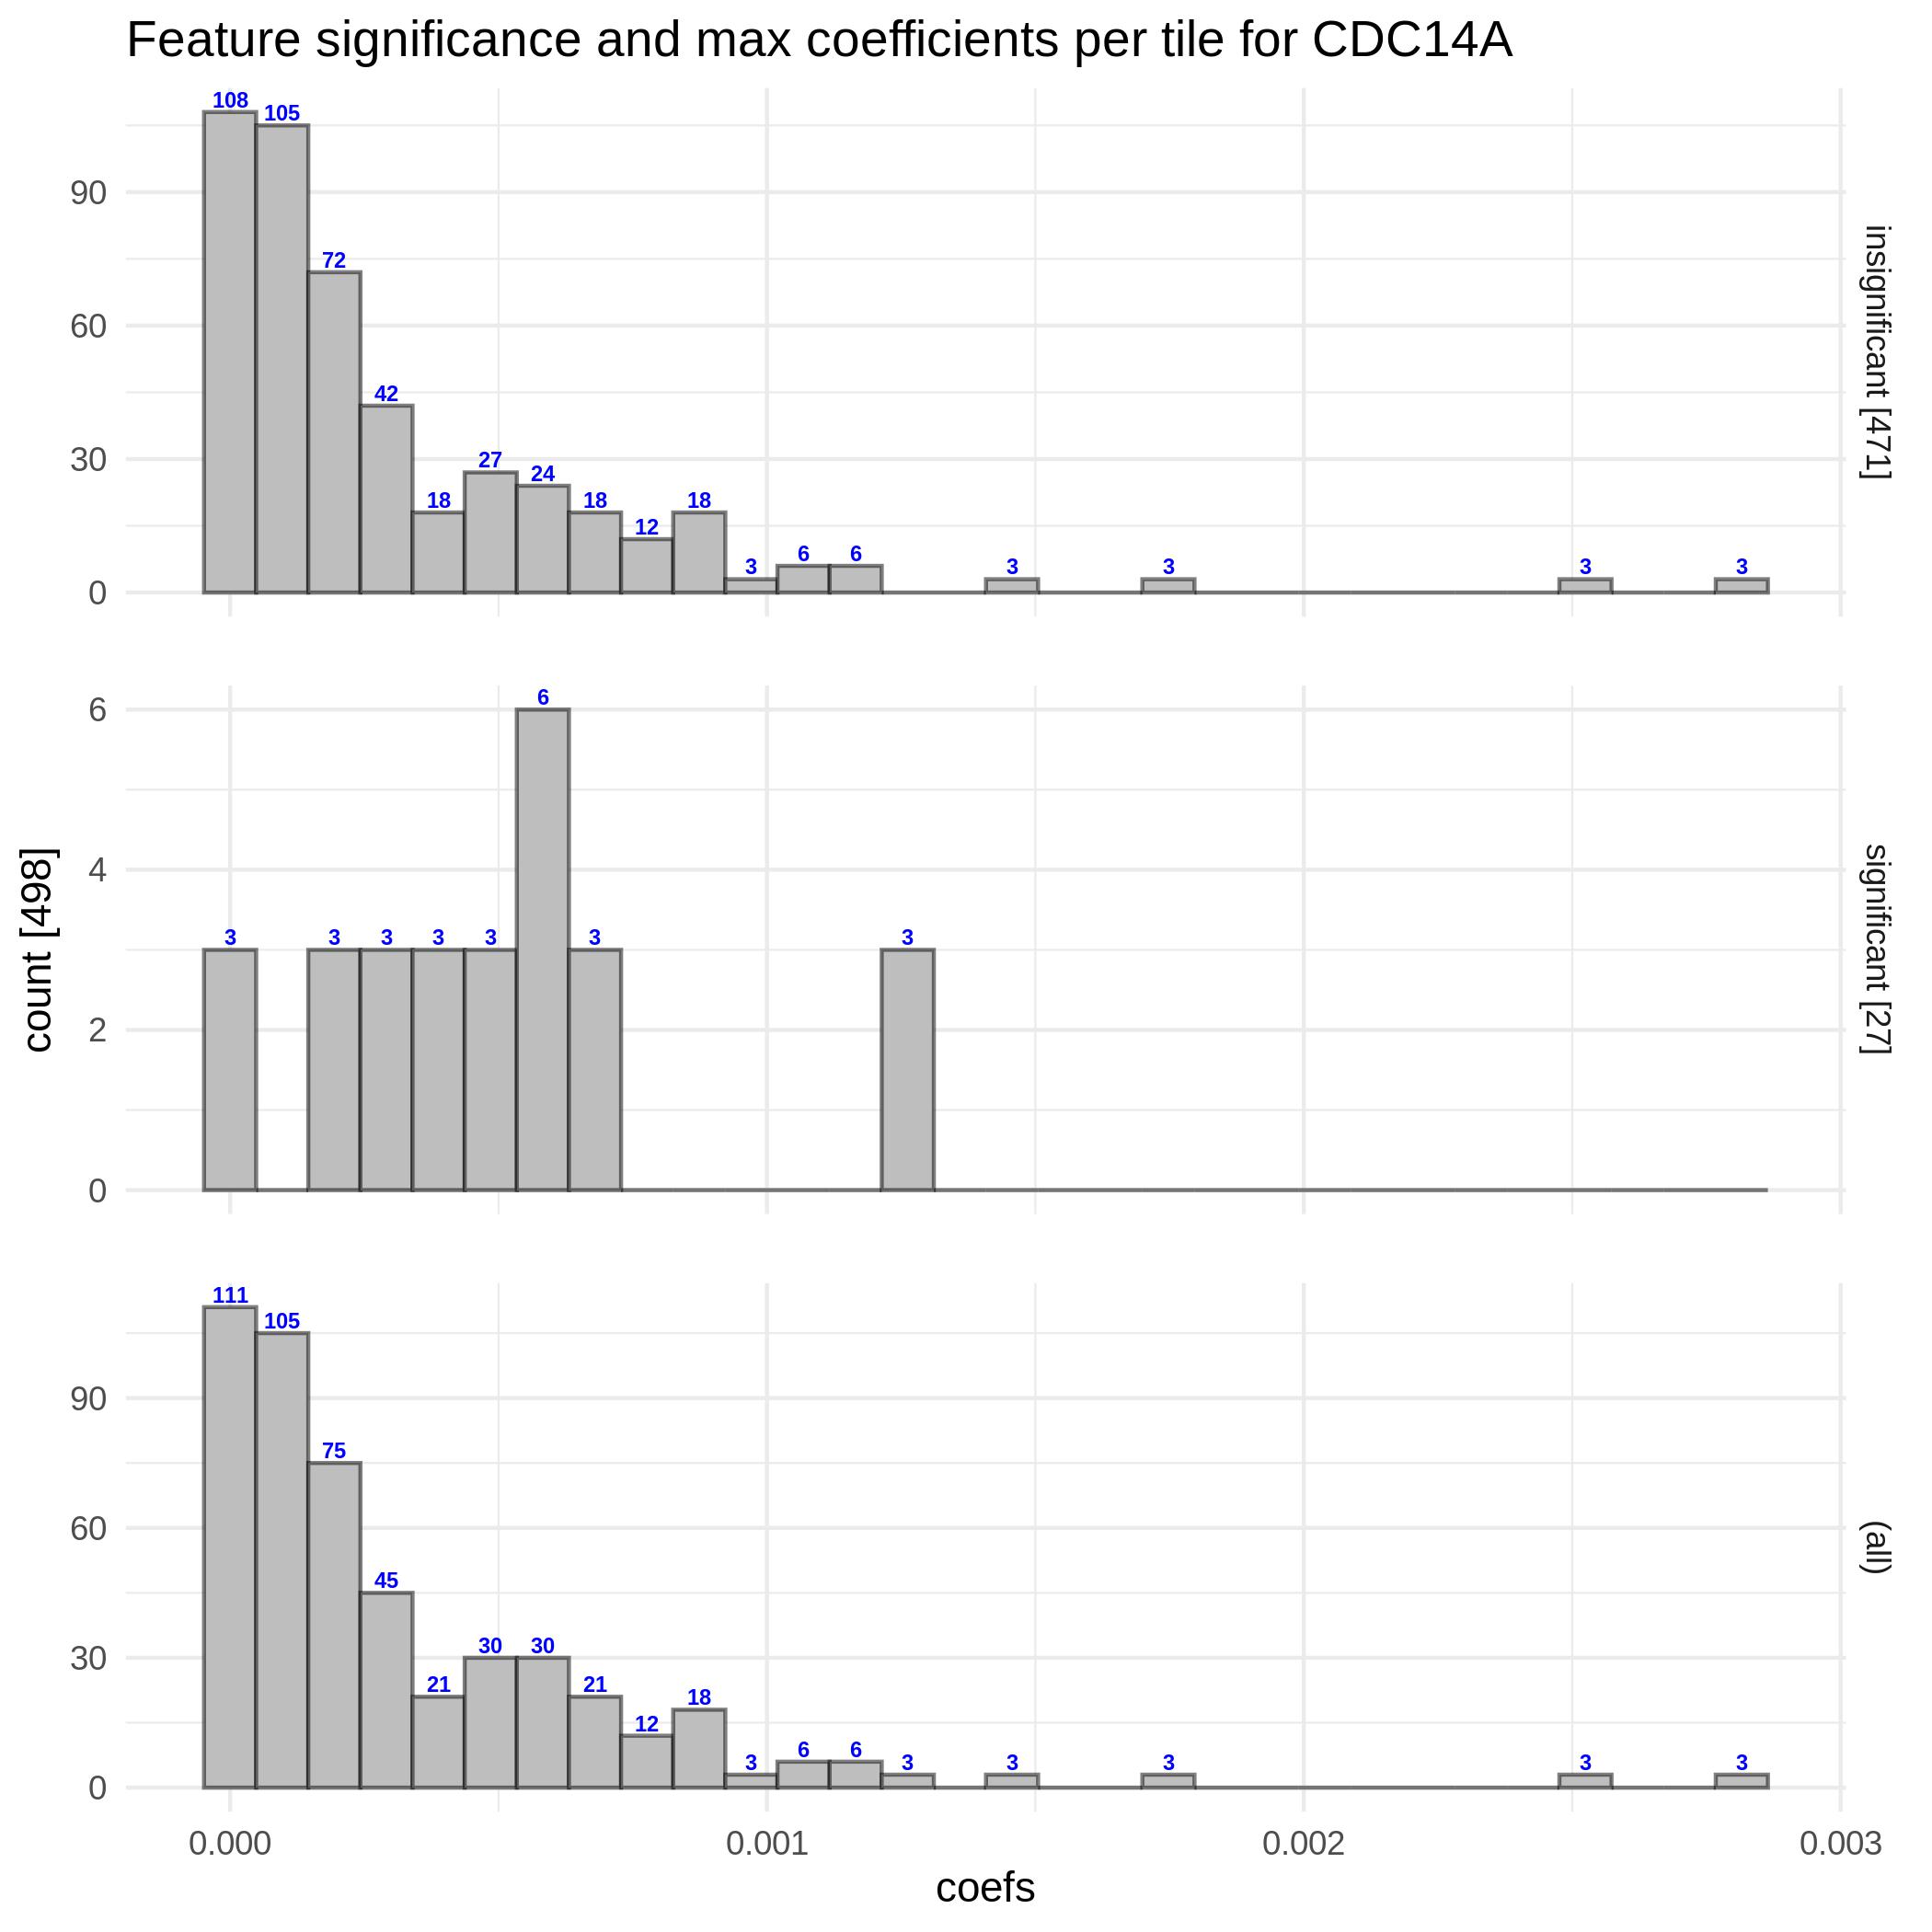 Feature significance and max coefficients per tile for CDC14A
108 105 72 42 18 27 24 18 12 18 3 6 6 3 3 3 3
90
60
30
0
insignificant [471]
3 3 3 3 3 6 3 3
6
4
2
0
significant [27]
count [498]
111 105 75 45 21 30 30 21 12 18 3 6 6 3 3 3 3 3
90
60
30
0
(all)
0.000 0.001 0.002 0.003
coefs